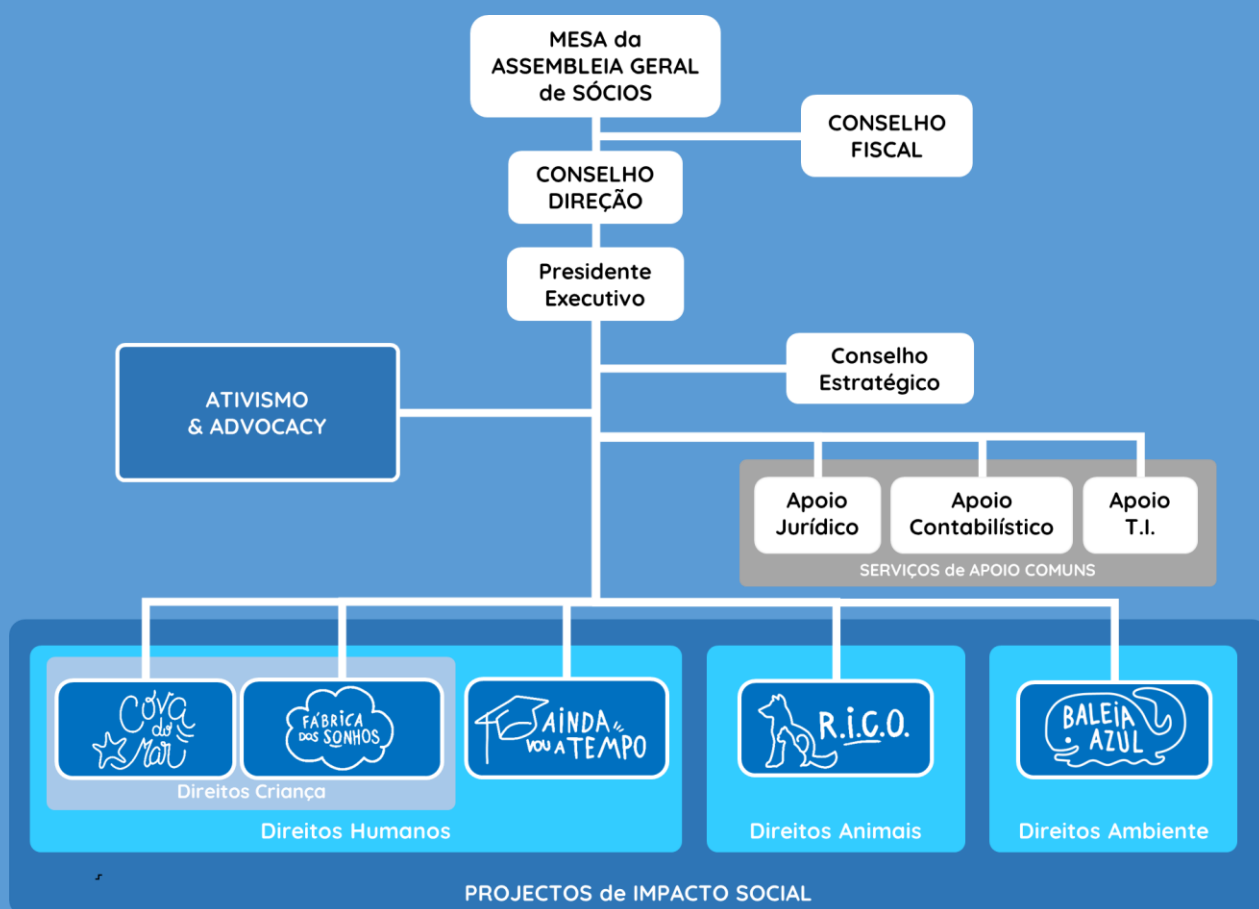 MESA da
ASSEMBLEIA GERAL
de SÓCIOS
CONSELHO
FISCAL
CONSELHO
DIREÇÃO
Presidente
Executivo
Conselho
Estratégico
ATIVISMO
& ADVOCACY
Apoio
Jurídico
Apoio
Contabilístico
Apoio
T.I.
SERVIÇOS de APOIO COMUNS
Cova
do
Mar
FÁBRICA
DOS SONHOS
AINDA
VOU A TEMPO
R.i.C.O.
BALEIA
AZUL
Direitos Criança
Direitos Humanos
Direitos Animais
Direitos Ambiente
PROJECTOS de IMPACTO SOCIAL